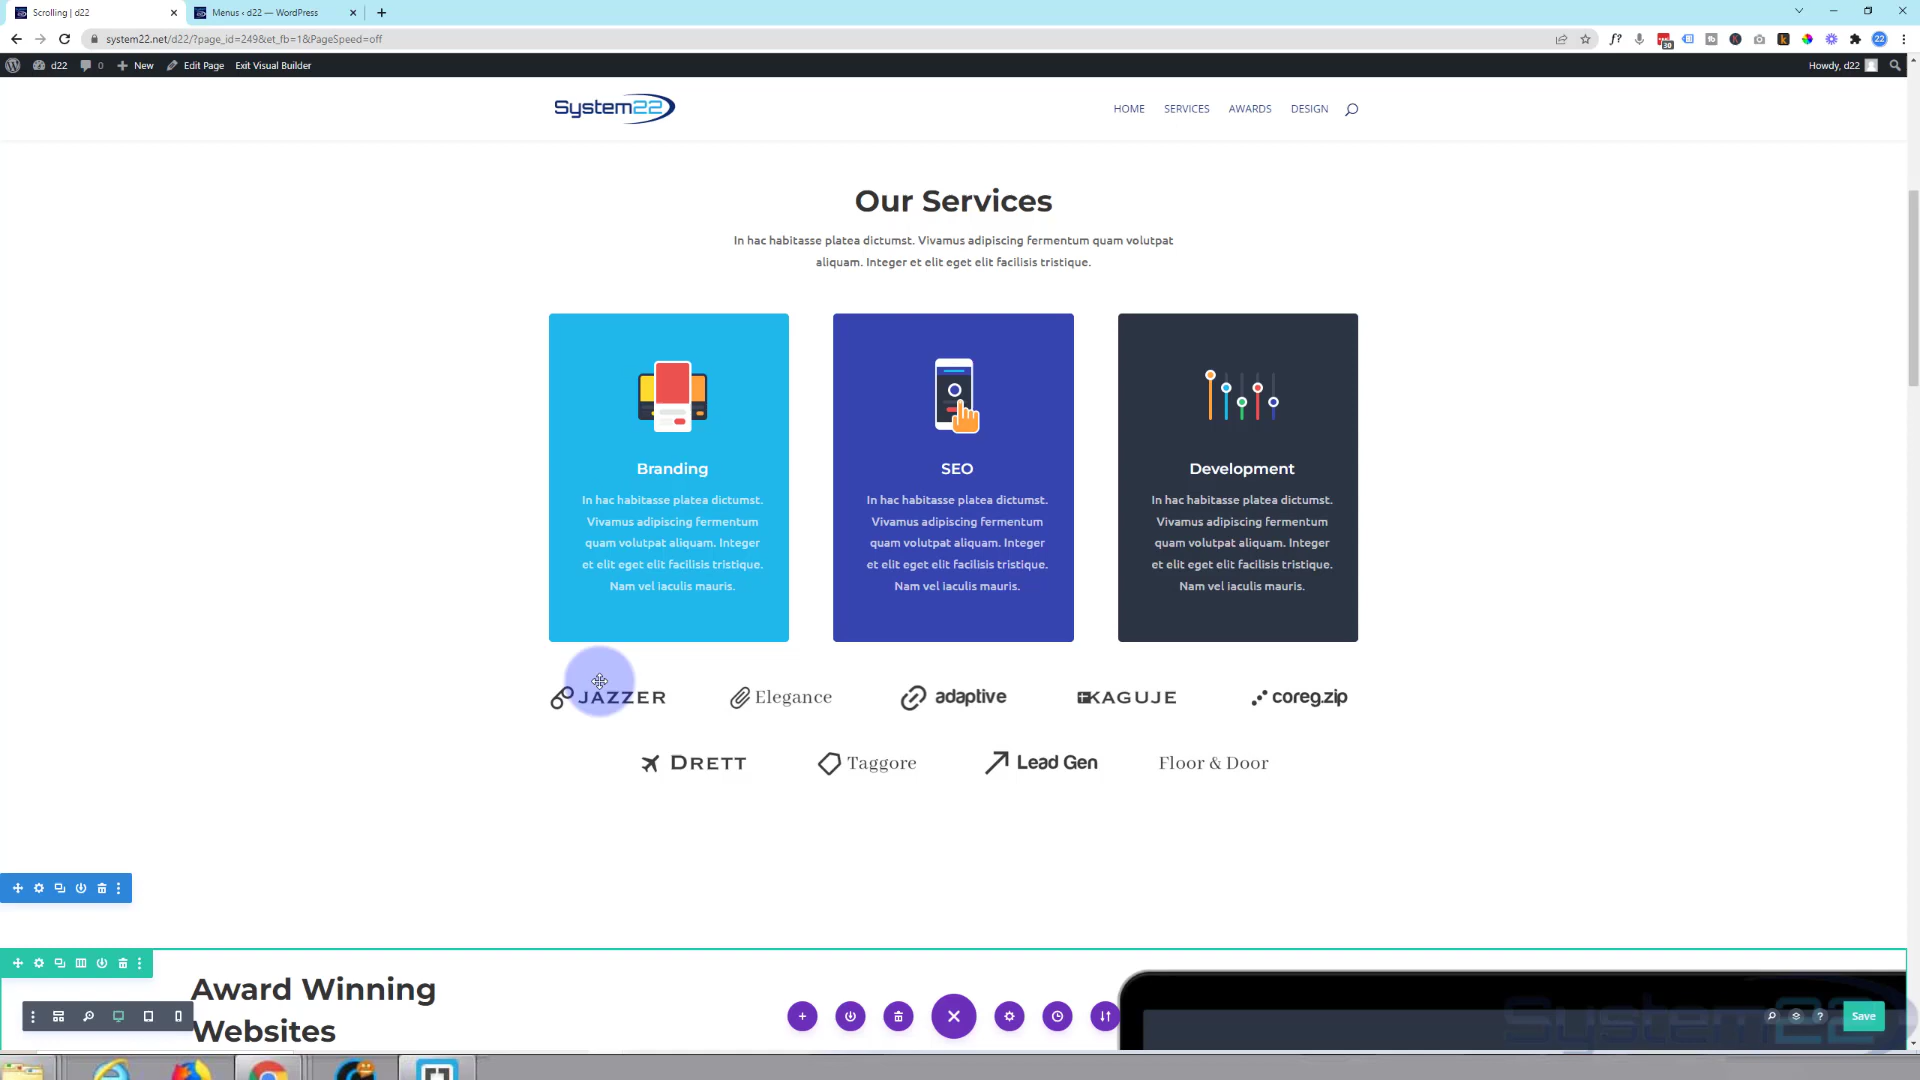 Scrolling | d22
Menus ‹ d22 — WordPress
system22.net/d22/?page_id=249&et_fb=1&PageSpeed=off
d22
0
New
Edit Page
Exit Visual Builder
Howdy, d22
System22
HOME
SERVICES
AWARDS
DESIGN
Our Services
In hac habitasse platea dictumst. Vivamus adipiscing fermentum quam volutpat
aliquam. Integer et elit eget elit facilisis tristique.
Branding
In hac habitasse platea dictumst.
Vivamus adipiscing fermentum
quam volutpat aliquam. Integer
et elit eget elit facilisis tristique.
Nam vel iaculis mauris.
SEO
In hac habitasse platea dictumst.
Vivamus adipiscing fermentum
quam volutpat aliquam. Integer
et elit eget elit facilisis tristique.
Nam vel iaculis mauris.
Development
In hac habitasse platea dictumst.
Vivamus adipiscing fermentum
quam volutpat aliquam. Integer
et elit eget elit facilisis tristique.
Nam vel iaculis mauris.
JAZZER
Elegance
adaptive
KAGUJE
coreg.zip
DRETT
Taggore
Lead Gen
Floor & Door
Award Winning
Websites
Save
System22